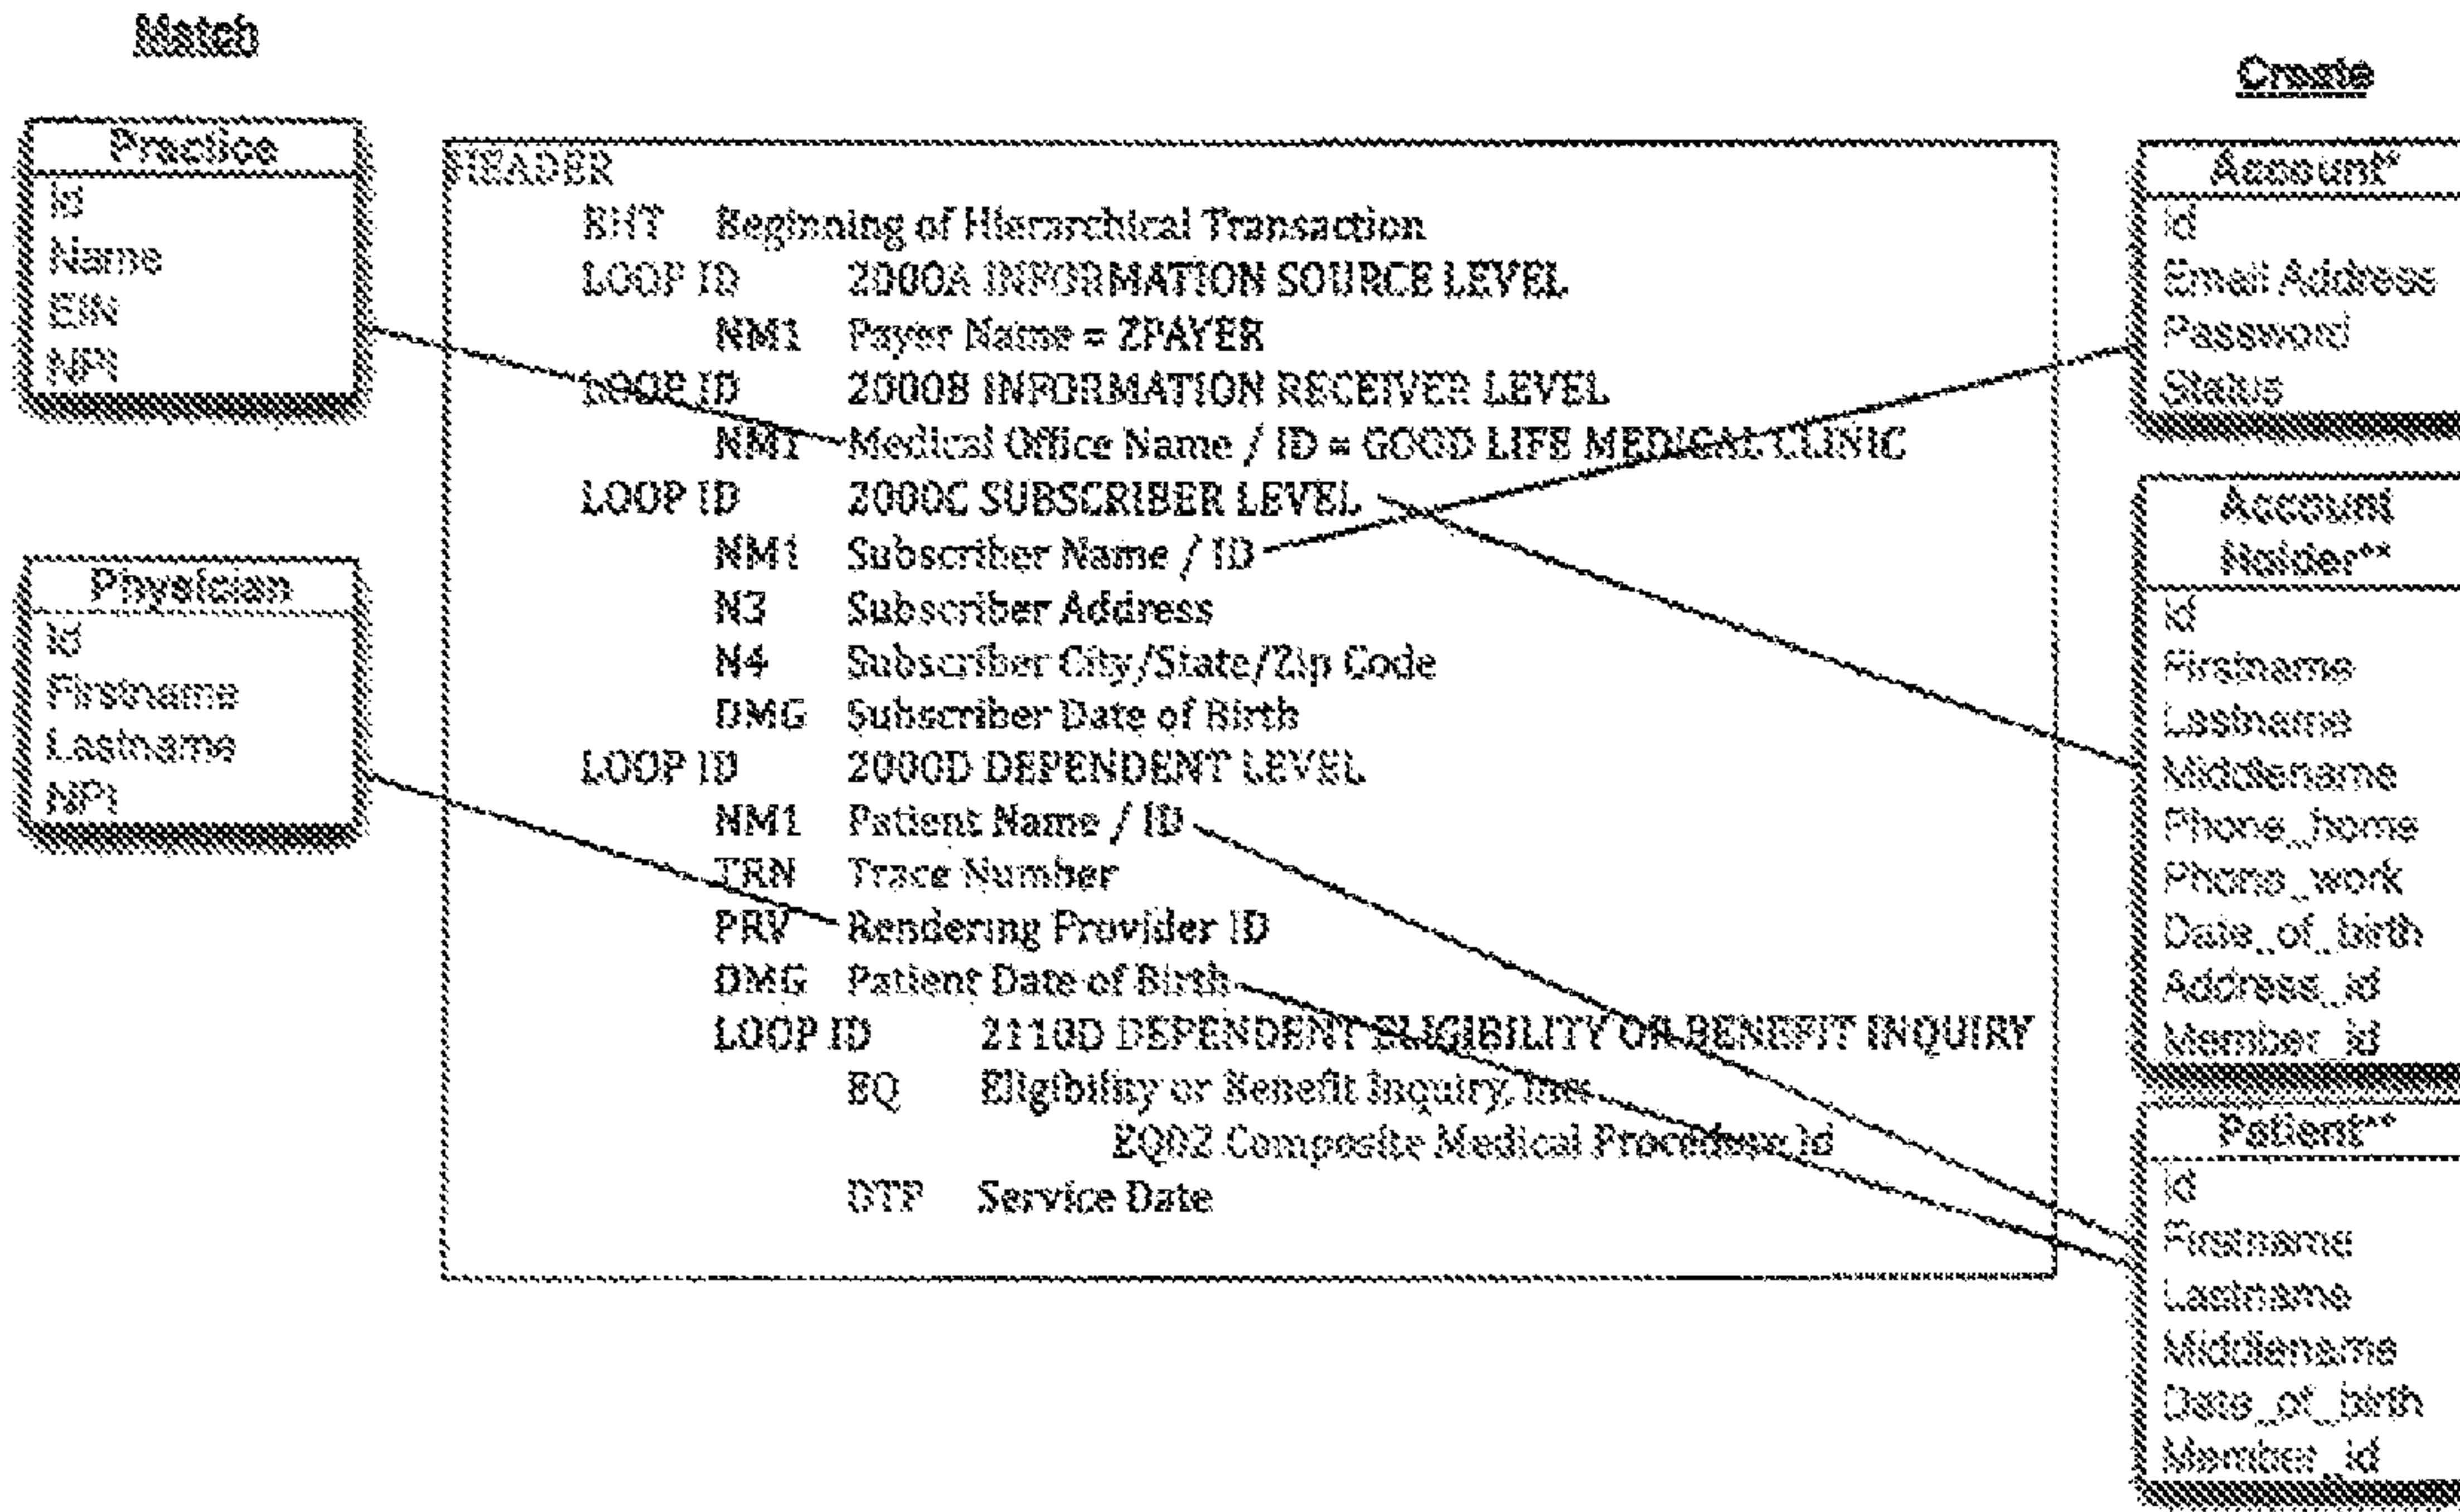 Match
Practice
Id
Name
EIN
NPI
Physician
Id
Firstname
Lastname
NPI
HEADER
BHT Beginning of Hierarchical Transaction
LOOP ID 2000A INFORMATION SOURCE LEVEL
NM1 Payer Name = ZPAYER
LOOP ID 2000B INFORMATION RECEIVER LEVEL
NM1 Medical Office Name / ID = GOOD LIFE MEDICAL CLINIC
LOOP ID 2000C SUBSCRIBER LEVEL
NM1 Subscriber Name / ID
N3 Subscriber Address
N4 Subscriber City/State/Zip Code
DMG Subscriber Date of Birth
LOOP ID 2000D DEPENDENT LEVEL
NM1 Patient Name / ID
TRN Trace Number
PRV Rendering Provider ID
DMG Patient Date of Birth
LOOP ID 2110D DEPENDENT ELIGIBILITY OR BENEFIT INQUIRY
EQ Eligibility or Benefit Inquiry,
EQ02 Composite Medical Procedure Id
DTP Service Date
Create
Account*
Id
Email Address
Password
Status
Account
Holder**
Id
Firstname
Lastname
Middlename
Phone_home
Phone_work
Date_of_birth
Address_id
Member_id
Patient**
Id
Firstname
Lastname
Middlename
Date_of_birth
Member_id